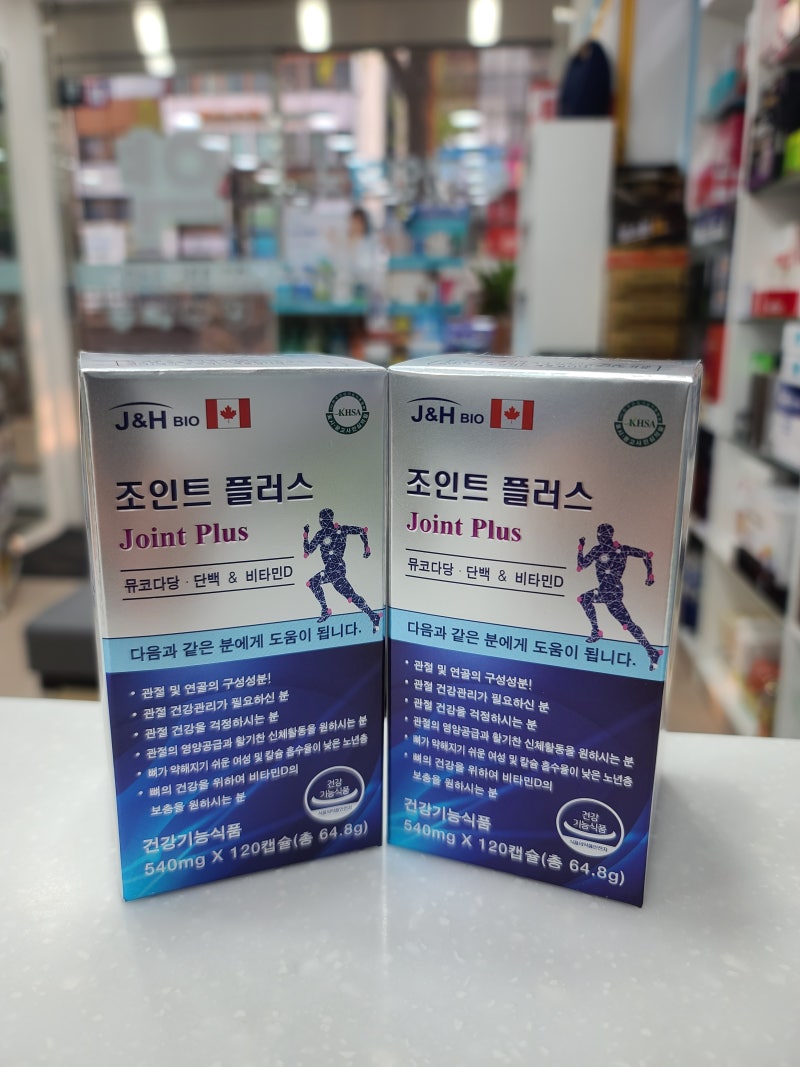 J&H BIO
KHSA
조인트 플러스
Joint Plus
뮤코다당·단백 & 비타민D
다음과 같은 분에게 도움이 됩니다.
• 관절 및 연골의 구성성분!
• 관절 건강관리가 필요하신 분
• 관절 건강을 걱정하시는 분
• 관절의 영양공급과 활기찬 신체활동을 원하시는 분
• 뼈가 약해지기 쉬운 여성 및 칼슘 흡수율이 낮은 노년층
• 뼈의 건강을 위하여 비타민D의
보충을 원하시는 분
건강
기능식품
식품의약품안전처
건강기능식품
540mg X 120캡슐(총 64.8g)
J&H BIO
KHSA
조인트 플러스
Joint Plus
뮤코다당·단백 & 비타민D
다음과 같은 분에게 도움이 됩니다.
• 관절 및 연골의 구성성분!
• 관절 건강관리가 필요하신 분
• 관절 건강을 걱정하시는 분
• 관절의 영양공급과 활기찬 신체활동을 원하시는 분
• 뼈가 약해지기 쉬운 여성 및 칼슘 흡수율이 낮은 노년층
• 뼈의 건강을 위하여 비타민D의
보충을 원하시는 분
건강
기능식품
식품의약품안전처
건강기능식품
540mg X 120캡슐(총 64.8g)